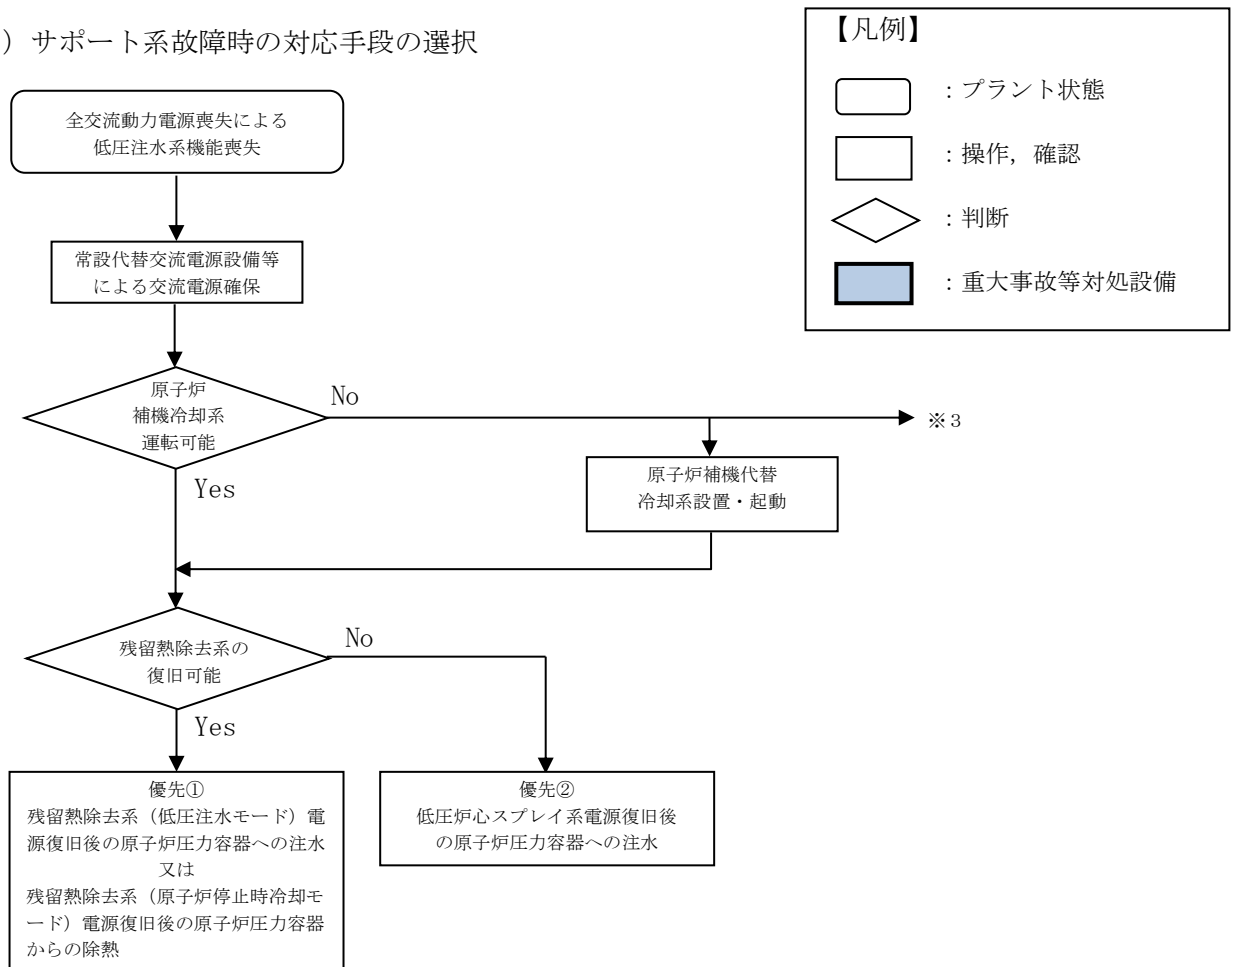 ）サポート系故障時の対応手段の選択
【凡例】
：プラント状態
：操作，確認
：判断
：重大事故等対処設備
全交流動力電源喪失による
低圧注水系機能喪失
常設代替交流電源設備等
による交流電源確保
原子炉
補機冷却系
運転可能
No
※3
Yes
原子炉補機代替
冷却系設置・起動
残留熱除去系の
復旧可能
No
Yes
優先①
残留熱除去系（低圧注水モード）電
源復旧後の原子炉圧力容器への注水
又は
残留熱除去系（原子炉停止時冷却モ
ード）電源復旧後の原子炉圧力容器
からの除熱
優先②
低圧炉心スプレイ系電源復旧後
の原子炉圧力容器への注水